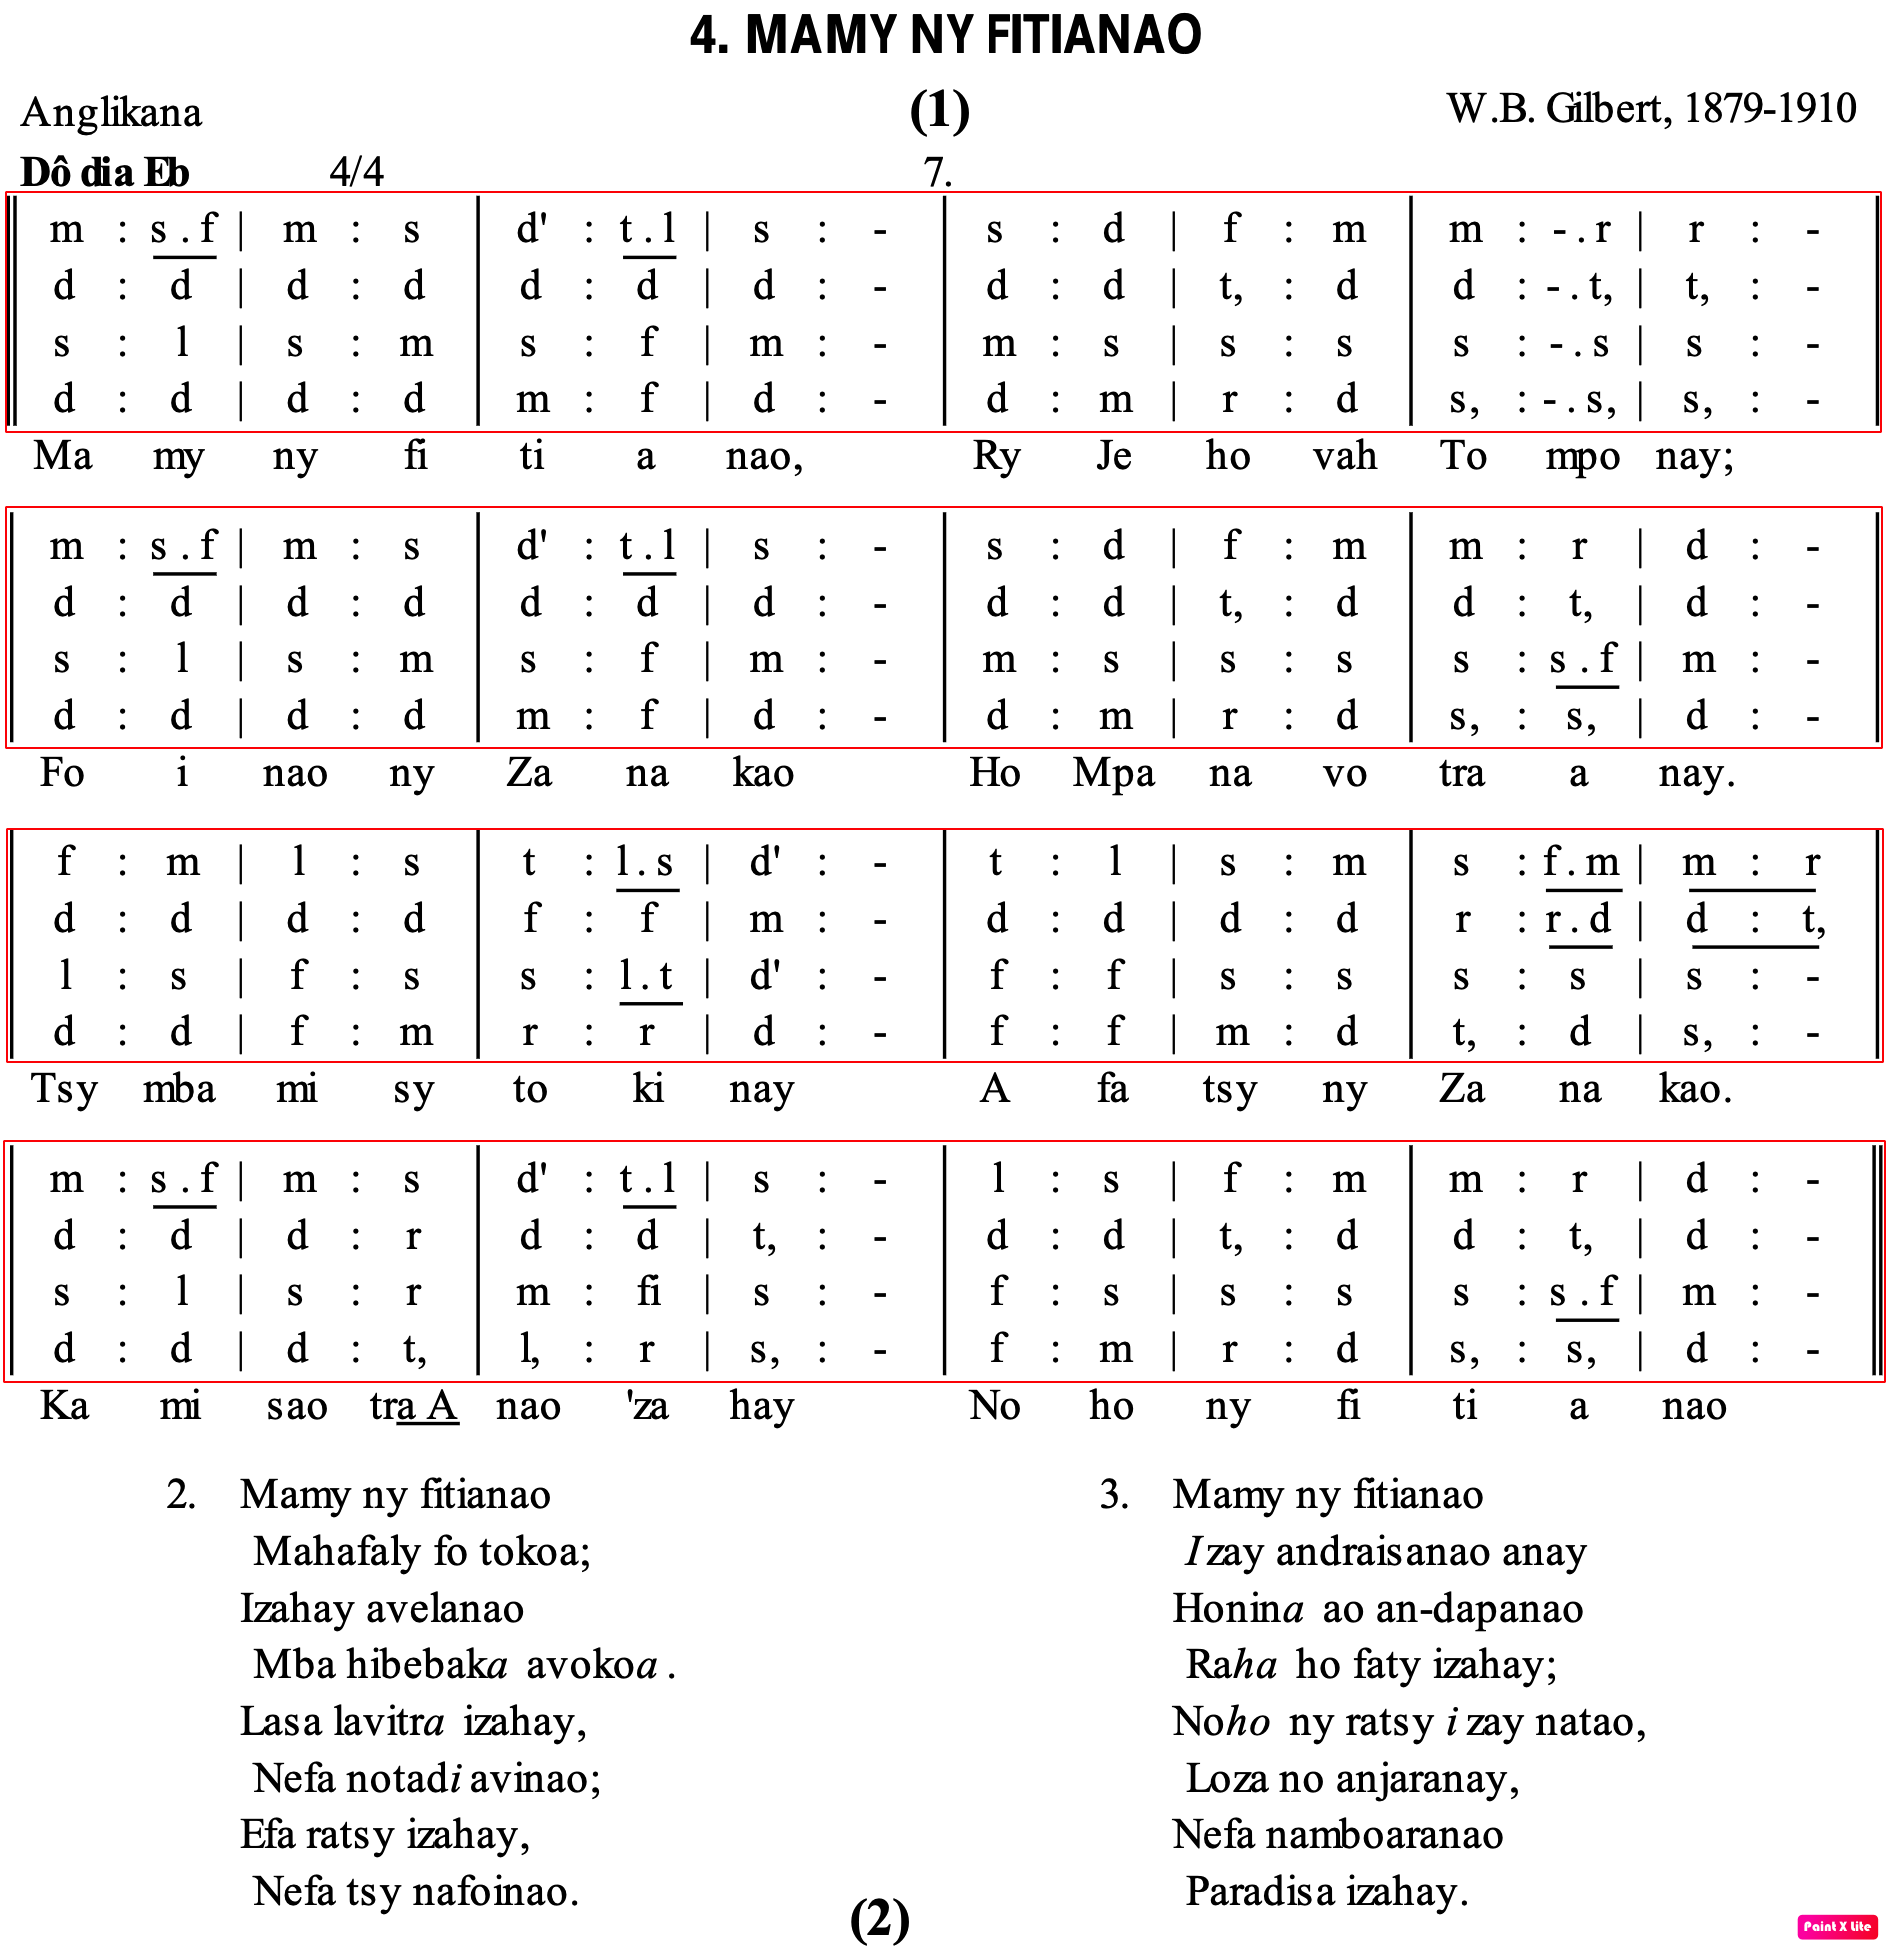 4. MAMY NY FITIANAO
Anglikana (1) W.B. Gilbert, 1879-1910
Dô dia Eb 4/4 7.
m : s . f | m : s | d' : t . l | s : - | s : d | f : m | m : - . r | r : -
d : d | d : d | d : d | d : - | d : d | t, : d | d : - . t, | t, : -
s : l | s : m | s : f | m : - | m : s | s : s | s : - . s | s : -
d : d | d : d | m : f | d : - | d : m | r : d | s, : - . s, | s, : -
Ma my ny fi ti a nao, Ry Je ho vah To mpo nay;
m : s . f | m : s | d' : t . l | s : - | s : d | f : m | m : r | d : -
d : d | d : d | d : d | d : - | d : d | t, : d | d : t, | d : -
s : l | s : m | s : f | m : - | m : s | s : s | s : s . f | m : -
d : d | d : d | m : f | d : - | d : m | r : d | s, : s, | d : -
Fo i nao ny Za na kao Ho Mpa na vo tra a nay.
f : m | l : s | t : l . s | d' : - | t : l | s : m | s : f . m | m : r
d : d | d : d | f : f | m : - | d : d | d : d | r : r . d | d : t,
l : s | f : s | s : l . t | d' : - | f : f | s : s | s : s | s : -
d : d | f : m | r : r | d : - | f : f | m : d | t, : d | s, : -
Tsy mba mi sy to ki nay A fa tsy ny Za na kao.
m : s . f | m : s | d' : t . l | s : - | l : s | f : m | m : r | d : -
d : d | d : r | d : d | t, : - | d : d | t, : d | d : t, | d : -
s : l | s : r | m : fi | s : - | f : s | s : s | s : s . f | m : -
d : d | d : t, | l, : r | s, : - | f : m | r : d | s, : s, | d : -
Ka mi sao tra A nao 'za hay No ho ny fi ti a nao
2. Mamy ny fitianao
Mahafaly fo tokoa;
Izahay avelanao
Mba hibebaka avokoa .
Lasa lavitra izahay,
Nefa notadi avinao;
Efa ratsy izahay,
Nefa tsy nafoinao.
3. Mamy ny fitianao
Izay andraisanao anay
Honina ao an-dapanao
Raha ho faty izahay;
Noho ny ratsy i zay natao,
Loza no anjaranay,
Nefa namboaranao
Paradisa izahay.
(2)
Paint X Lite